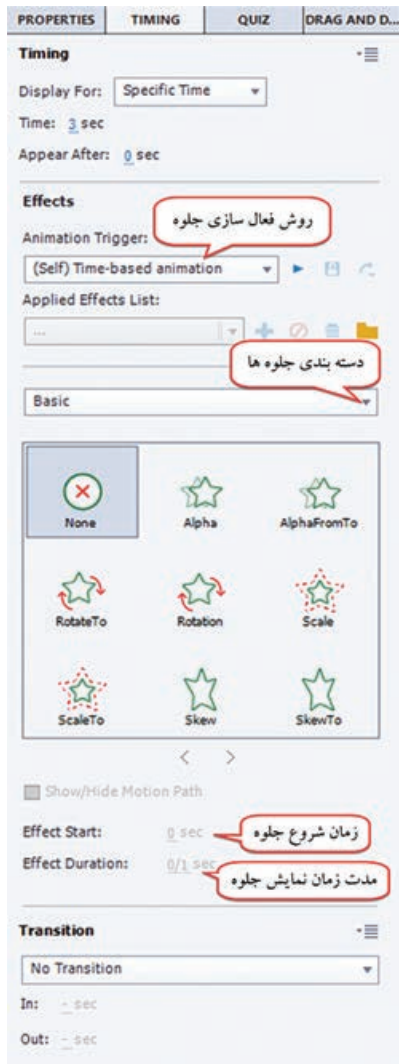 PROPERTIES TIMING QUIZ DRAG AND D...
Timing
Display For: Specific Time
Time: 3 sec
Appear After: 0 sec
Effects
روش فعال سازی جلوه
Animation Trigger:
(Self) Time-based animation
Applied Effects List:
...
دسته بندی جلوه ها
Basic
None Alpha AlphaFromTo
RotateTo Rotation Scale
ScaleTo Skew SkewTo
< >
Show/Hide Motion Path
Effect Start: 0 sec زمان شروع جلوه
Effect Duration: 0/1 sec مدت زمان نمایش جلوه
Transition
No Transition
In: - sec
Out: - sec